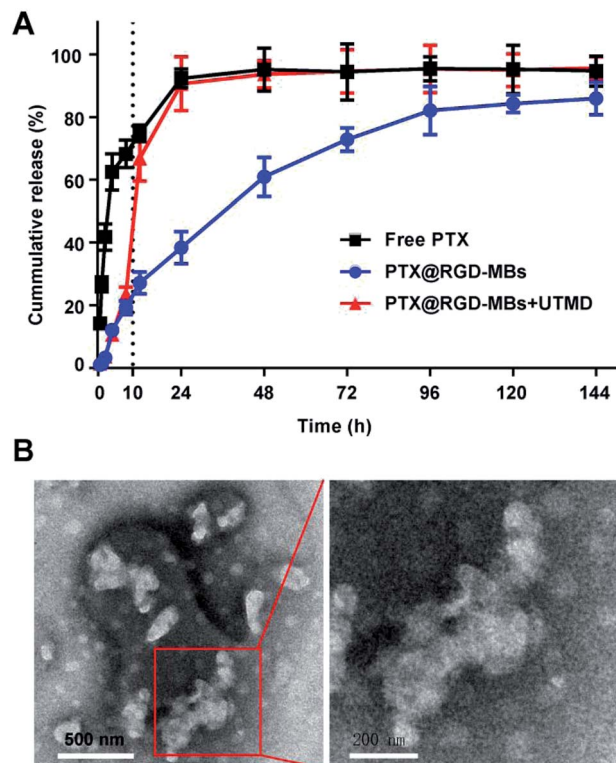 A
Cummulative release (%)
100
80
60
40
20
0
Free PTX
PTX@RGD-MBs
PTX@RGD-MBs+UTMD
0 10 24 48 72 96 120 144
Time (h)
B
500 nm
200 nm